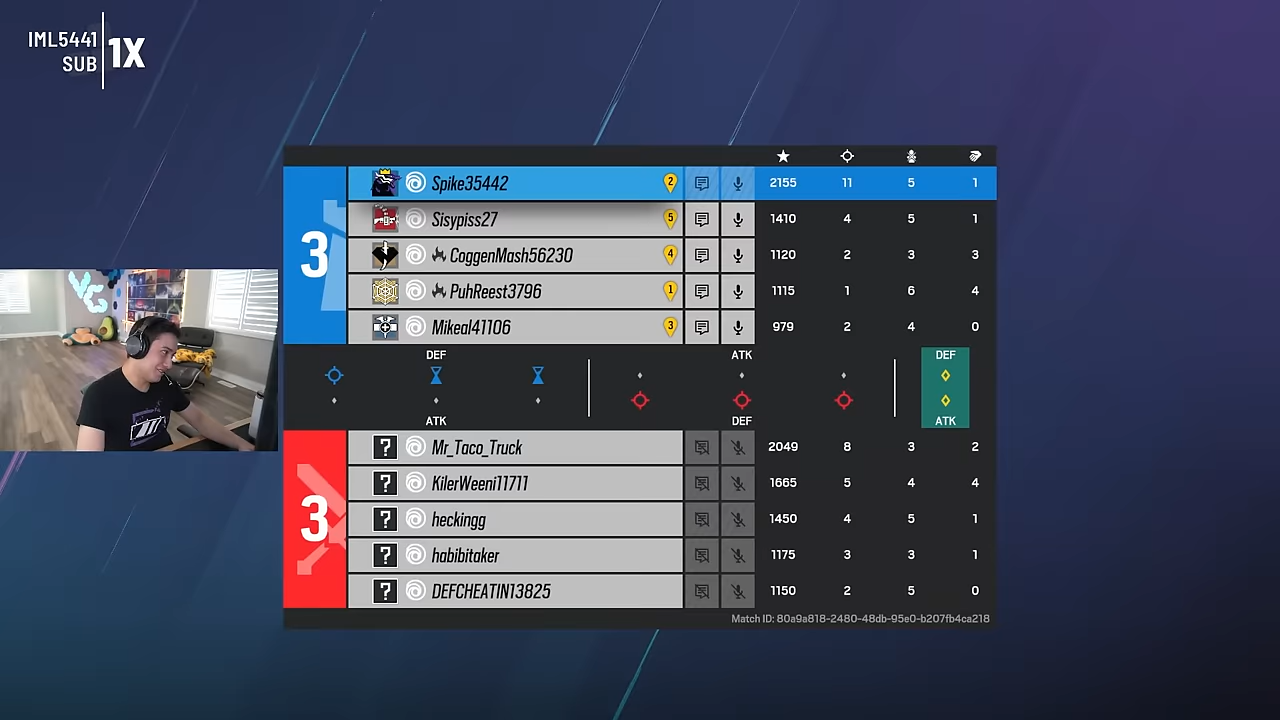 IML5441
SUB
1X
3
Spike35442 2 2155 11 5 1
Sisypiss27 5 1410 4 5 1
CoggenMash56230 4 1120 2 3 3
PuhReest3796 1 1115 1 6 4
Mikeal41106 3 979 2 4 0
DEF ATK DEF
ATK DEF ATK
3
? Mr_Taco_Truck 2049 8 3 2
? KilerWeeni11711 1665 5 4 4
? heckingg 1450 4 5 1
? habibitaker 1175 3 3 1
? DEFCHEATIN13825 1150 2 5 0
Match ID: 80a9a818-2480-48db-95e0-b207fb4ca218
VG